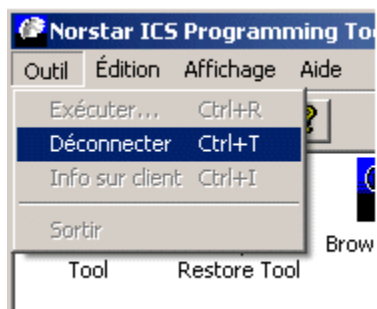 Norstar ICS Programming To
Outil Édition Affichage Aide
Exécuter... Ctrl+R
Déconnecter Ctrl+T
Info sur client Ctrl+I
Sortir
Brow
Tool Restore Tool